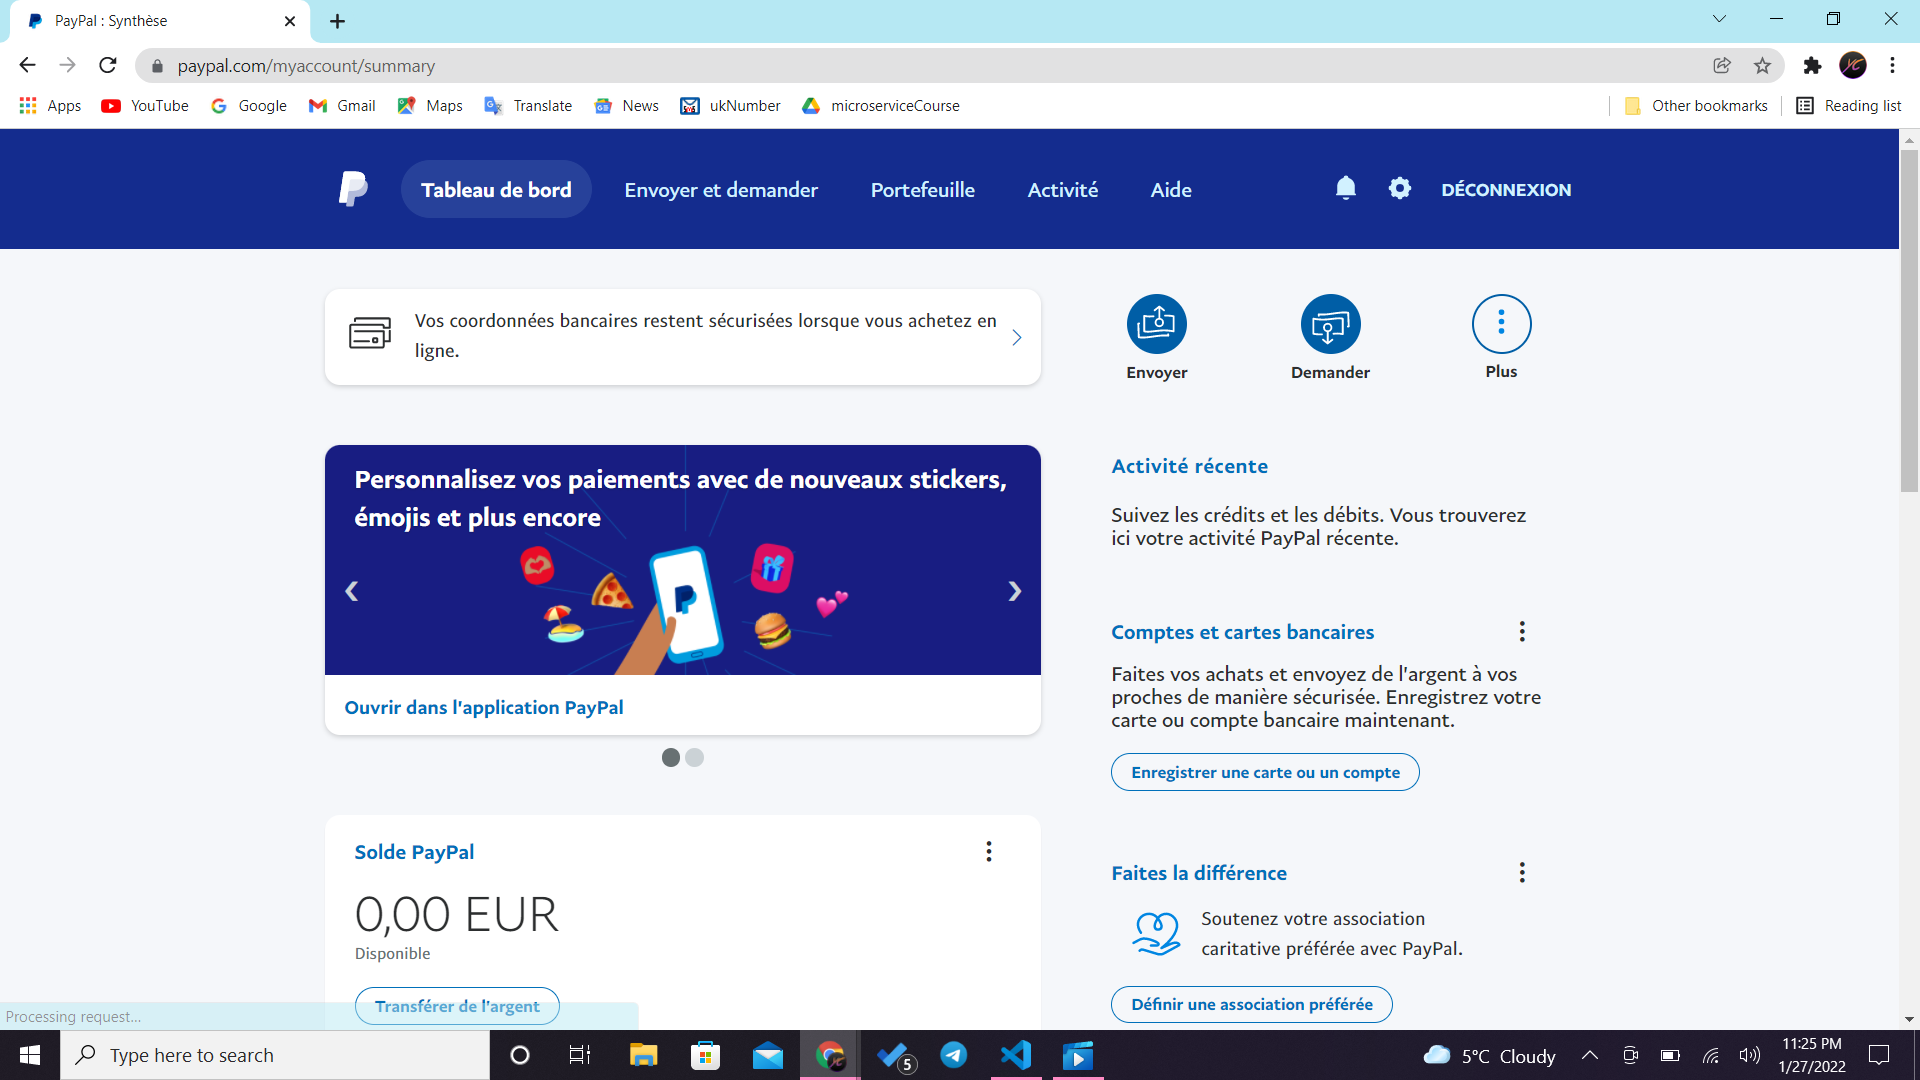 PayPal : Synthèse
paypal.com/myaccount/summary
Apps YouTube Google Gmail Maps Translate News ukNumber microserviceCourse Other bookmarks Reading list
Tableau de bord Envoyer et demander Portefeuille Activité Aide DÉCONNEXION
Vos coordonnées bancaires restent sécurisées lorsque vous achetez en
ligne.
Envoyer Demander Plus
Personnalisez vos paiements avec de nouveaux stickers,
émojis et plus encore
Ouvrir dans l'application PayPal
Solde PayPal
0,00 EUR
Disponible
Transférer de l'argent
Activité récente
Suivez les crédits et les débits. Vous trouverez
ici votre activité PayPal récente.
Comptes et cartes bancaires
Faites vos achats et envoyez de l'argent à vos
proches de manière sécurisée. Enregistrez votre
carte ou compte bancaire maintenant.
Enregistrer une carte ou un compte
Faites la différence
Soutenez votre association
caritative préférée avec PayPal.
Définir une association préférée
Processing request...
Type here to search
5
5°C Cloudy
11:25 PM
1/27/2022